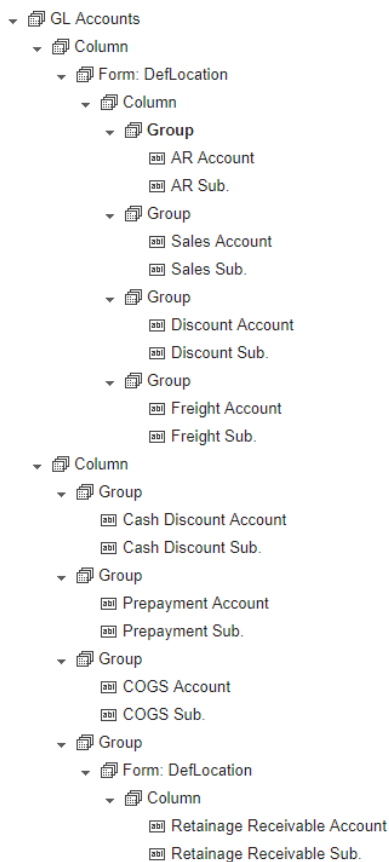 GL Accounts
Column
Form: DefLocation
Column
Group
AR Account
AR Sub.
Group
Sales Account
Sales Sub.
Group
Discount Account
Discount Sub.
Group
Freight Account
Freight Sub.
Column
Group
Cash Discount Account
Cash Discount Sub.
Group
Prepayment Account
Prepayment Sub.
Group
COGS Account
COGS Sub.
Group
Form: DefLocation
Column
Retainage Receivable Account
Retainage Receivable Sub.